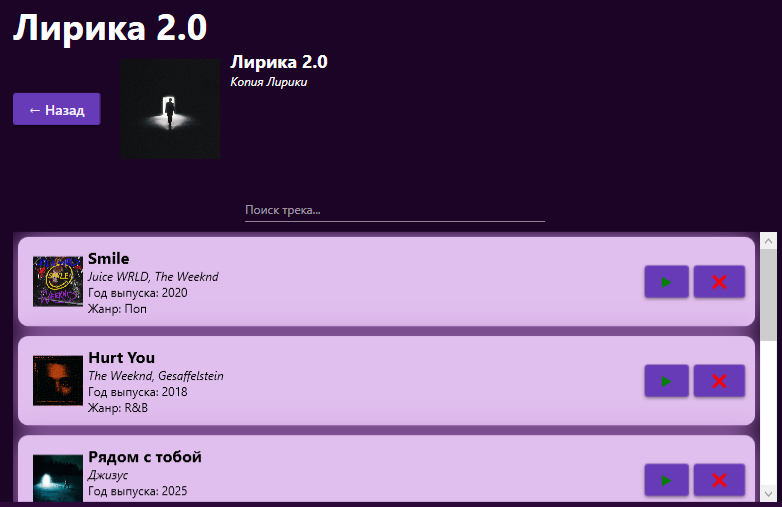 Лирика 2.0
Лирика 2.0
Копия Лирики
← Назад
Поиск трека...
Smile
Juice WRLD, The Weeknd
Год выпуска: 2020
Жанр: Поп
Hurt You
The Weeknd, Gesaffelstein
Год выпуска: 2018
Жанр: R&B
Рядом с тобой
Джизус
Год выпуска: 2025